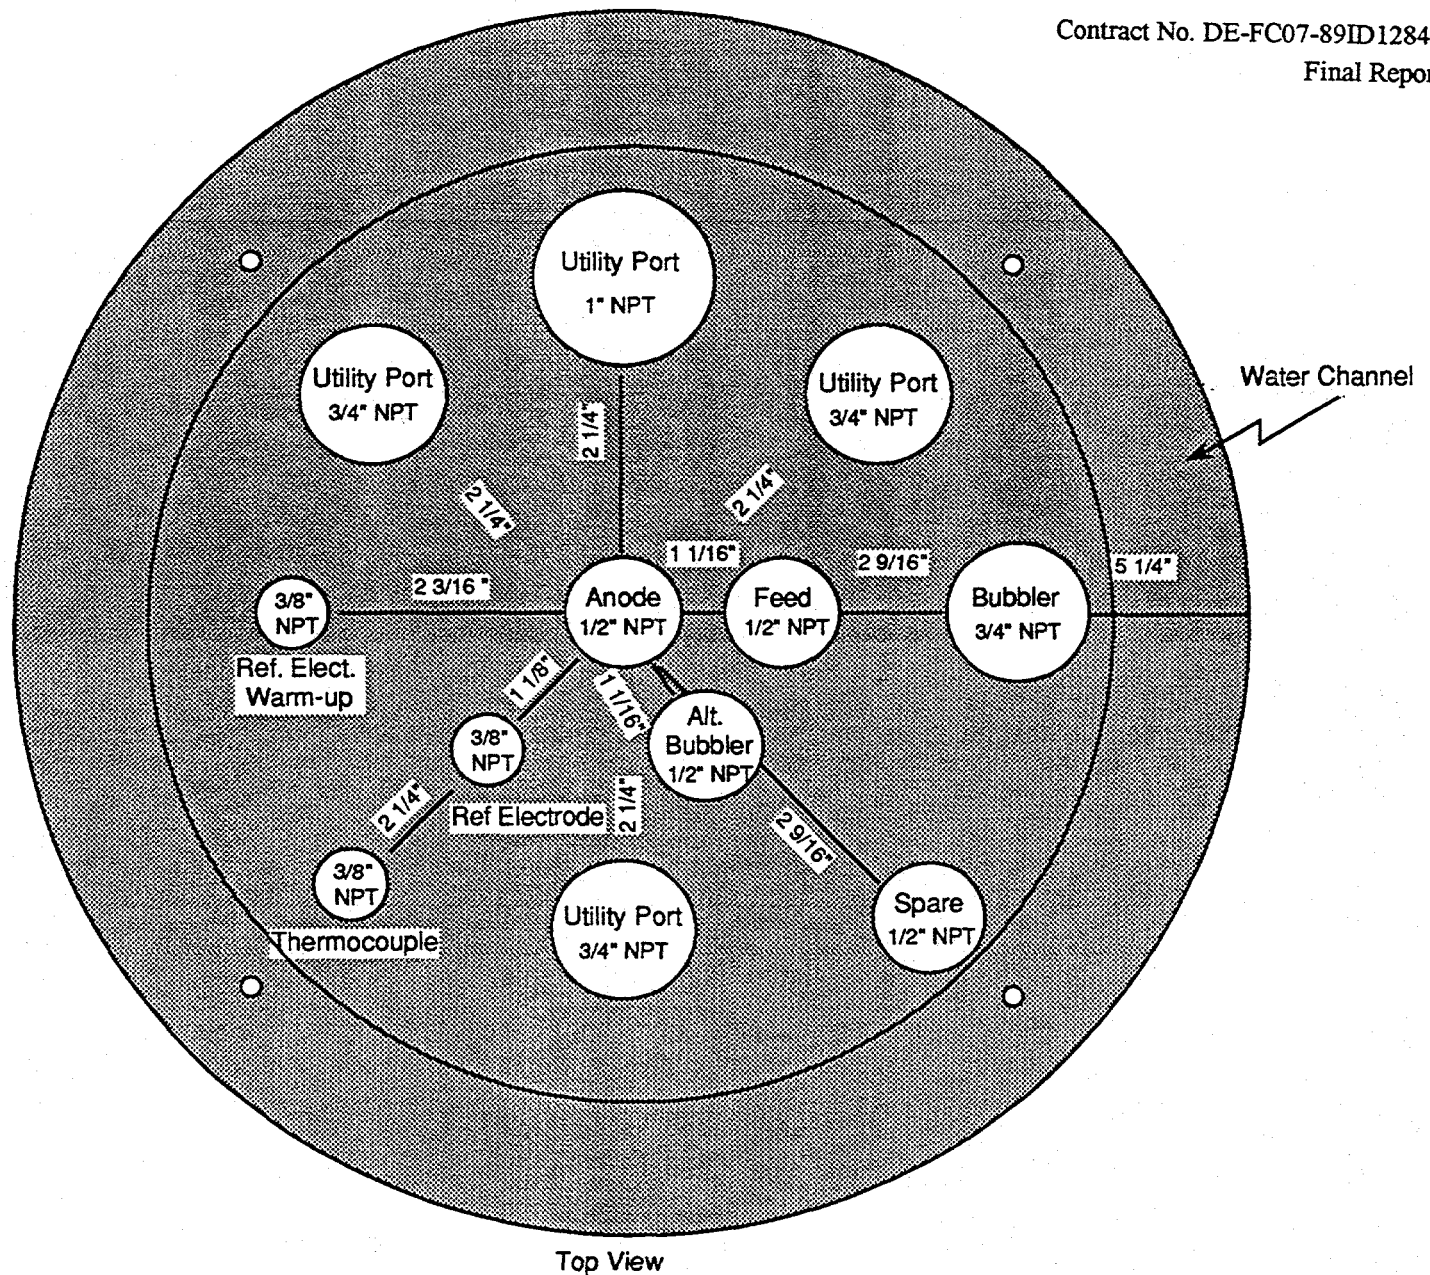 Contract No. DE-FC07-89ID1284
Final Repor
Utility Port
1" NPT
Utility Port
3/4" NPT
Utility Port
3/4" NPT
Water Channel
2 1/4"
2 1/4"
2 1/4"
1 1/16"
2 9/16"
5 1/4"
2 3/16 "
3/8"
NPT
Anode
1/2" NPT
Feed
1/2" NPT
Bubbler
3/4" NPT
Ref. Elect.
Warm-up
1 1/8"
1 1/16"
3/8"
NPT
Alt.
Bubbler
1/2" NPT
2 1/4"
Ref Electrode
2 1/4"
2 9/16"
3/8"
NPT
Thermocouple
Utility Port
3/4" NPT
Spare
1/2" NPT
Top View